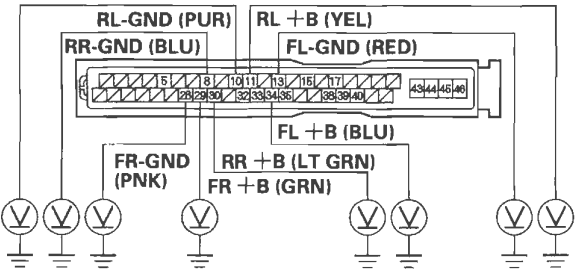 RL-GND (PUR) RL +B (YEL)
RR-GND (BLU) FL-GND (RED)
5 8 10 11 13 15 17
43 44 45 46
28 29 30 32 33 34 35 38 39 40
FL +B (BLU)
FR-GND
(PNK)
RR +B (LT GRN)
FR +B (GRN)
V V V V V V V V